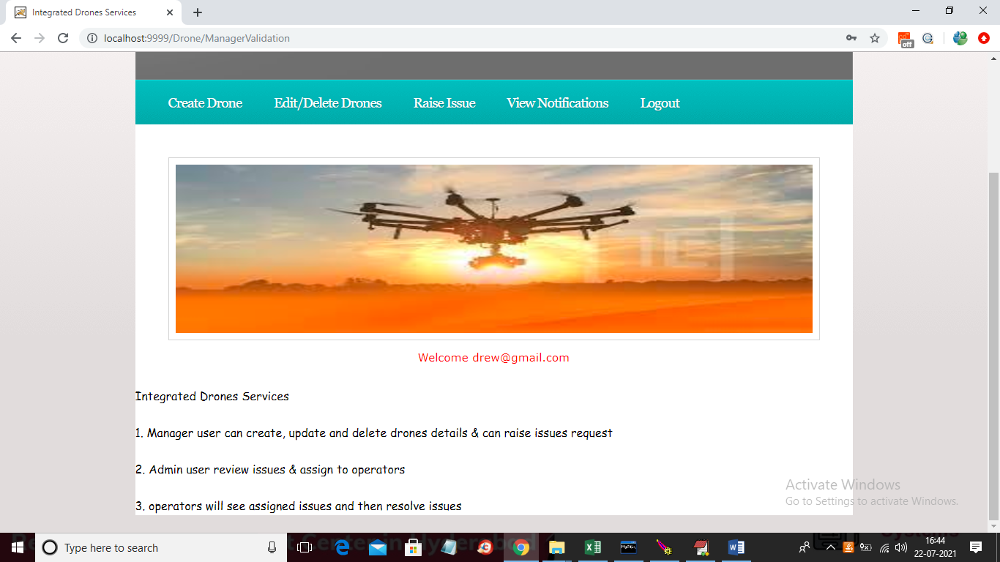 Integrated Drones Services
localhost:9999/Drone/ManagerValidation
off
Create Drone Edit/Delete Drones Raise Issue View Notifications Logout
Welcome drew@gmail.com
Integrated Drones Services
1. Manager user can create, update and delete drones details & can raise issues request
2. Admin user review issues & assign to operators
3. operators will see assigned issues and then resolve issues
Activate Windows
Go to Settings to activate Windows.
Type here to search
16:44
22-07-2021